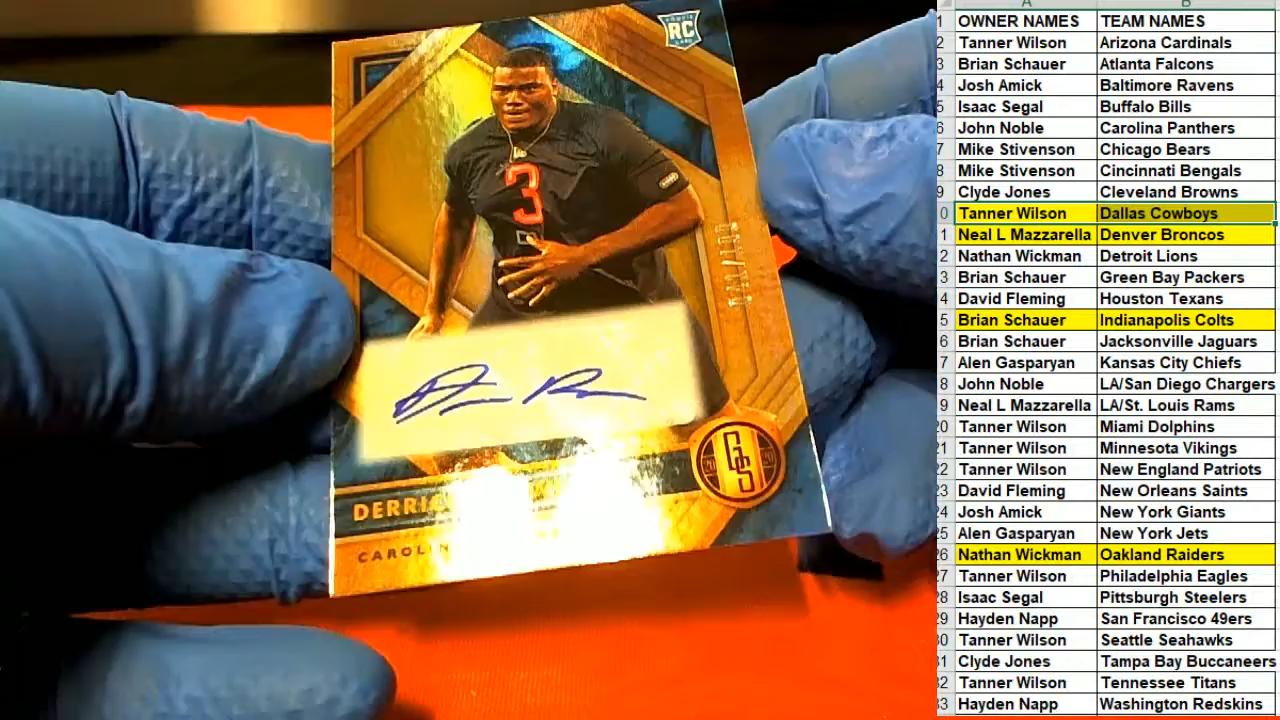 RC
3
DERRI
CAROLIN
GS
A B
1 OWNER NAMES TEAM NAMES
2 Tanner Wilson Arizona Cardinals
3 Brian Schauer Atlanta Falcons
4 Josh Amick Baltimore Ravens
5 Isaac Segal Buffalo Bills
6 John Noble Carolina Panthers
7 Mike Stivenson Chicago Bears
8 Mike Stivenson Cincinnati Bengals
9 Clyde Jones Cleveland Browns
0 Tanner Wilson Dallas Cowboys
1 Neal L Mazzarella Denver Broncos
2 Nathan Wickman Detroit Lions
3 Brian Schauer Green Bay Packers
4 David Fleming Houston Texans
5 Brian Schauer Indianapolis Colts
6 Brian Schauer Jacksonville Jaguars
7 Alen Gasparyan Kansas City Chiefs
8 John Noble LA/San Diego Chargers
9 Neal L Mazzarella LA/St. Louis Rams
20 Tanner Wilson Miami Dolphins
21 Tanner Wilson Minnesota Vikings
22 Tanner Wilson New England Patriots
23 David Fleming New Orleans Saints
24 Josh Amick New York Giants
25 Alen Gasparyan New York Jets
26 Nathan Wickman Oakland Raiders
27 Tanner Wilson Philadelphia Eagles
28 Isaac Segal Pittsburgh Steelers
29 Hayden Napp San Francisco 49ers
30 Tanner Wilson Seattle Seahawks
31 Clyde Jones Tampa Bay Buccaneers
32 Tanner Wilson Tennessee Titans
33 Hayden Napp Washington Redskins